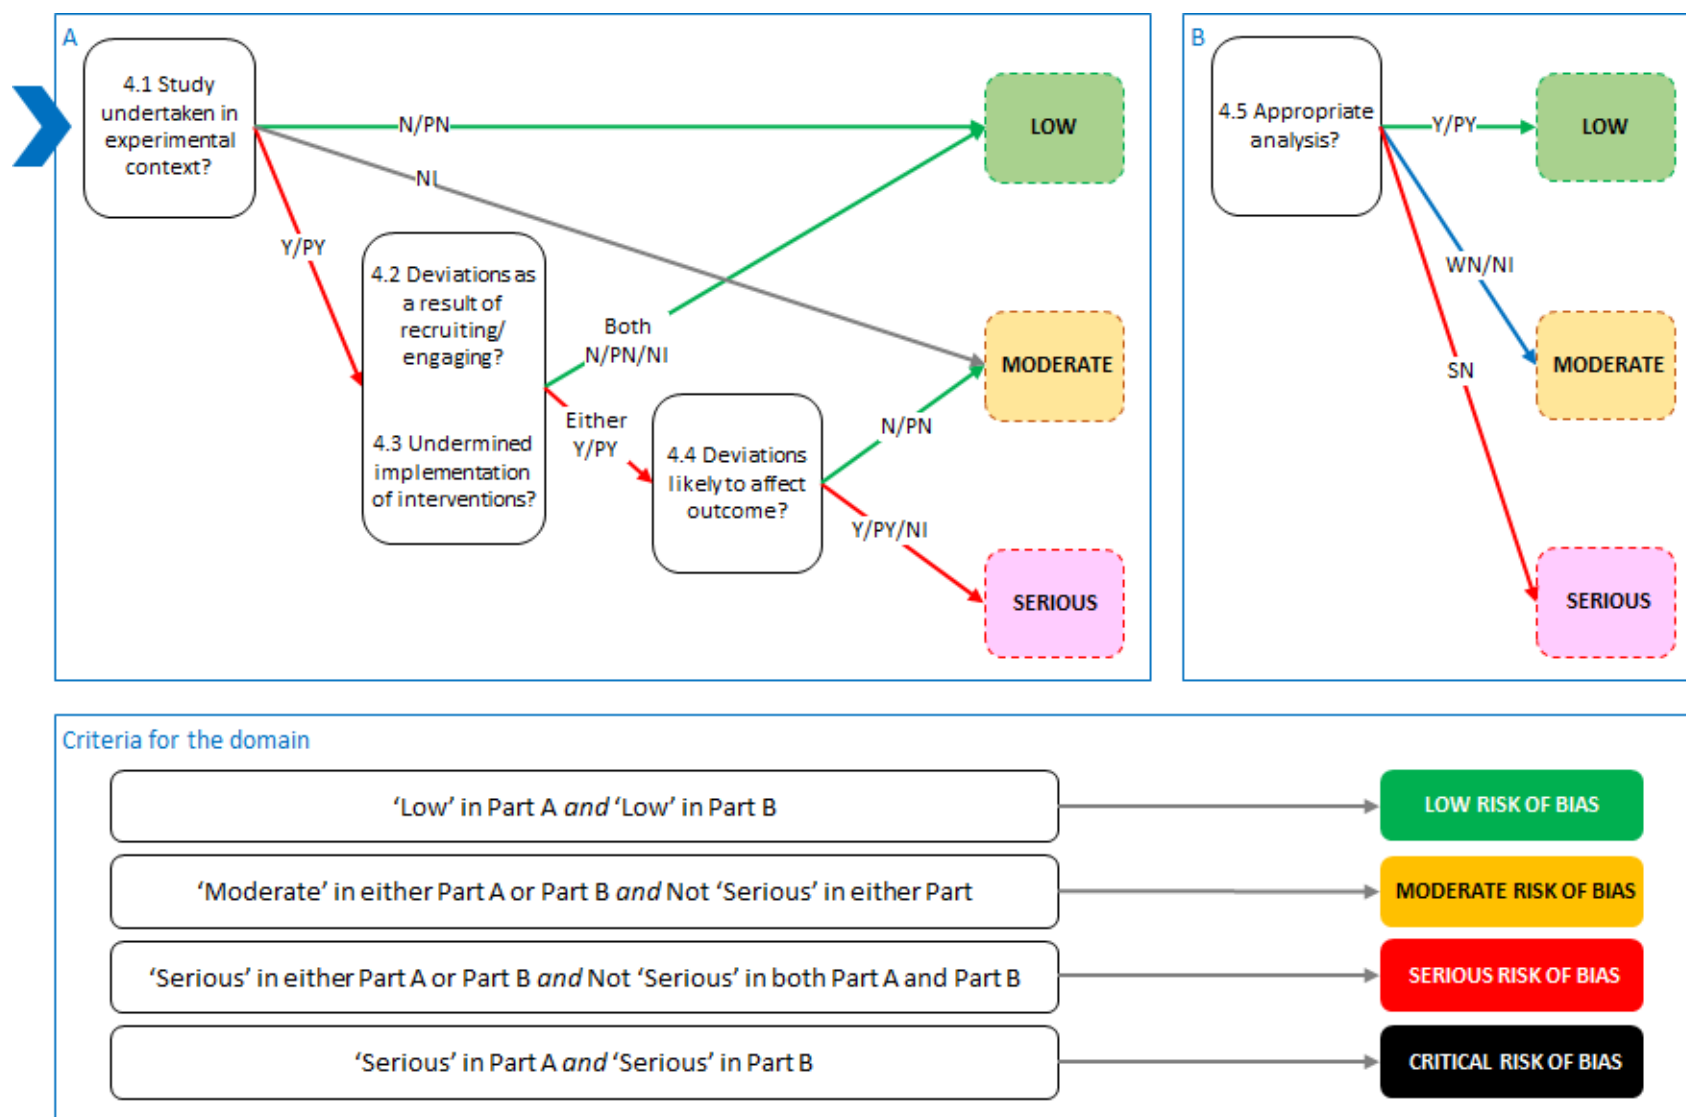 A
4.1 Study
undertaken in
experimental
context?
N/PN
NI
Y/PY
4.2 Deviations as
a result of
recruiting/
engaging?
4.3 Undermined
implementation
of interventions?
Both
N/PN/NI
Either
Y/PY
4.4 Deviations
likely to affect
outcome?
N/PN
Y/PY/NI
LOW
MODERATE
SERIOUS
B
4.5 Appropriate
analysis?
Y/PY
WN/NI
SN
LOW
MODERATE
SERIOUS
Criteria for the domain
‘Low’ in Part A and ‘Low’ in Part B
LOW RISK OF BIAS
‘Moderate’ in either Part A or Part B and Not ‘Serious’ in either Part
MODERATE RISK OF BIAS
‘Serious’ in either Part A or Part B and Not ‘Serious’ in both Part A and Part B
SERIOUS RISK OF BIAS
‘Serious’ in Part A and ‘Serious’ in Part B
CRITICAL RISK OF BIAS